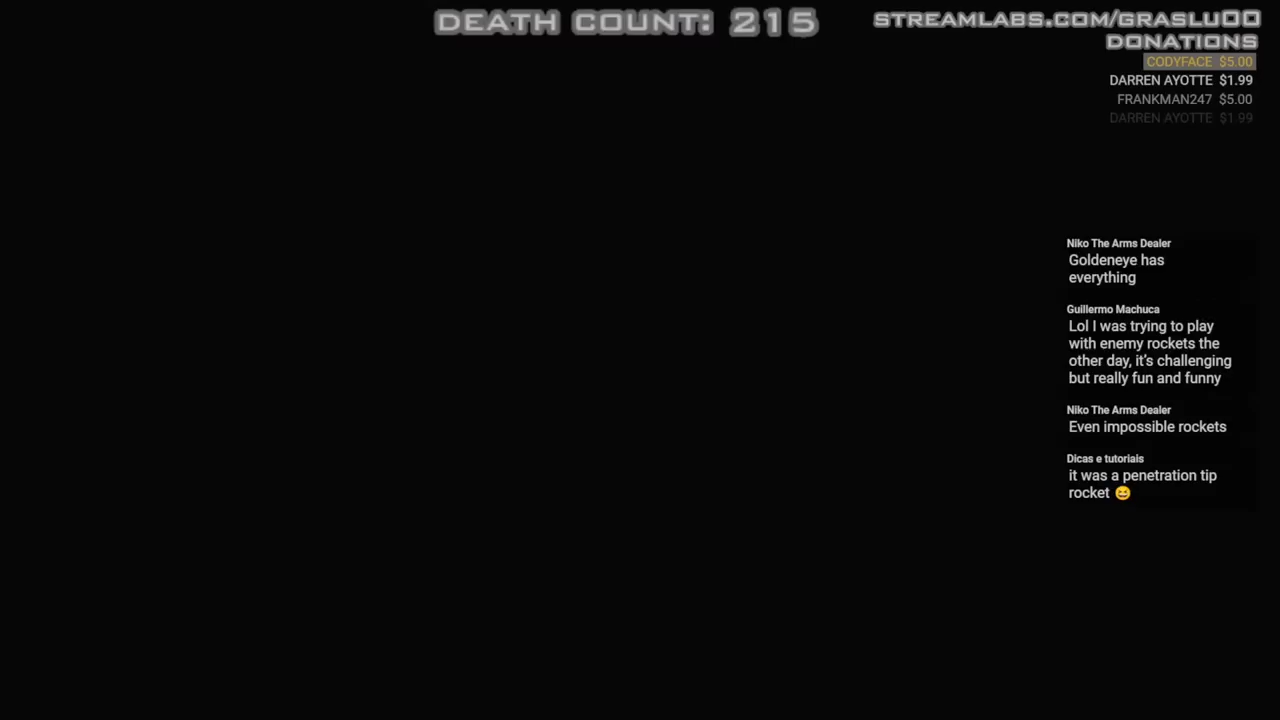 DEATH COUNT: 215
STREAMLABS.COM/GRASLU00
DONATIONS
CODYFACE $5.00
DARREN AYOTTE $1.99
FRANKMAN247 $5.00
DARREN AYOTTE $1.99
Niko The Arms Dealer
Goldeneye has
everything
Guillermo Machuca
Lol I was trying to play
with enemy rockets the
other day, it's challenging
but really fun and funny
Niko The Arms Dealer
Even impossible rockets
Dicas e tutoriais
it was a penetration tip
rocket 😆